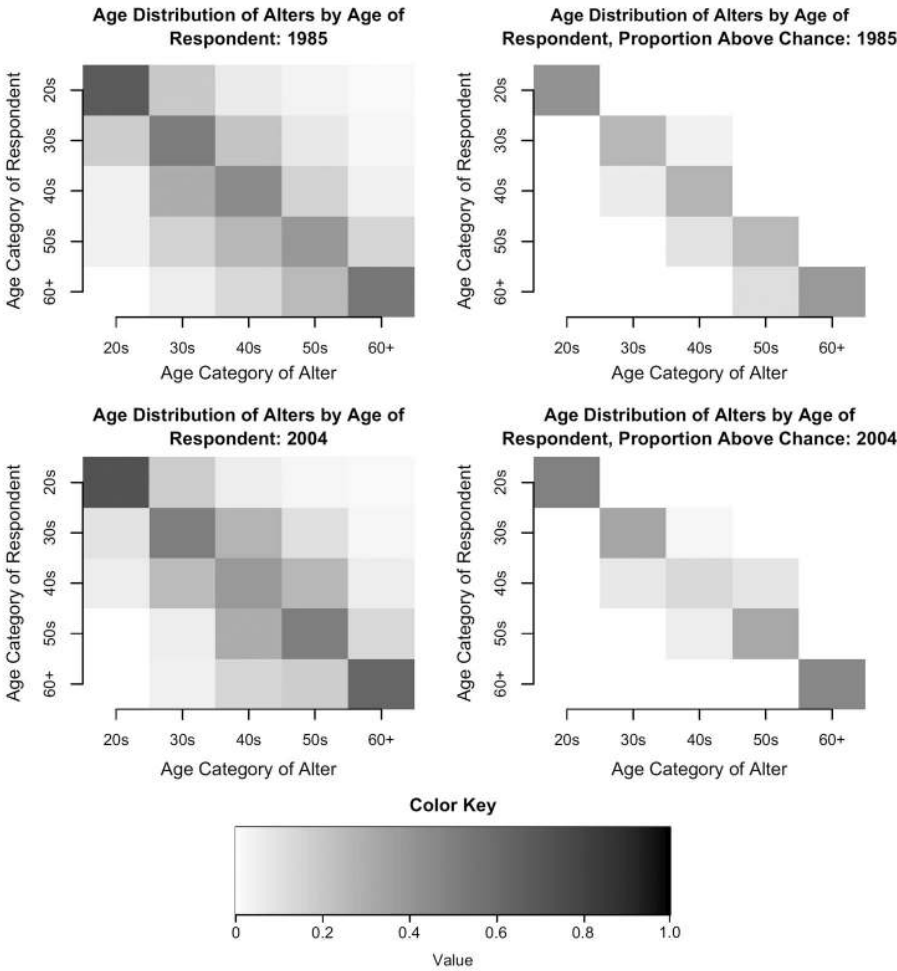 Age Distribution of Alters by Age of
Respondent: 1985
Age Category of Respondent
20s
30s
40s
50s
60+
20s 30s 40s 50s 60+
Age Category of Alter
Age Distribution of Alters by Age of
Respondent, Proportion Above Chance: 1985
Age Category of Respondent
20s
30s
40s
50s
60+
20s 30s 40s 50s 60+
Age Category of Alter
Age Distribution of Alters by Age of
Respondent: 2004
Age Category of Respondent
20s
30s
40s
50s
60+
20s 30s 40s 50s 60+
Age Category of Alter
Age Distribution of Alters by Age of
Respondent, Proportion Above Chance: 2004
Age Category of Respondent
20s
30s
40s
50s
60+
20s 30s 40s 50s 60+
Age Category of Alter
Color Key
0 0.2 0.4 0.6 0.8 1.0
Value